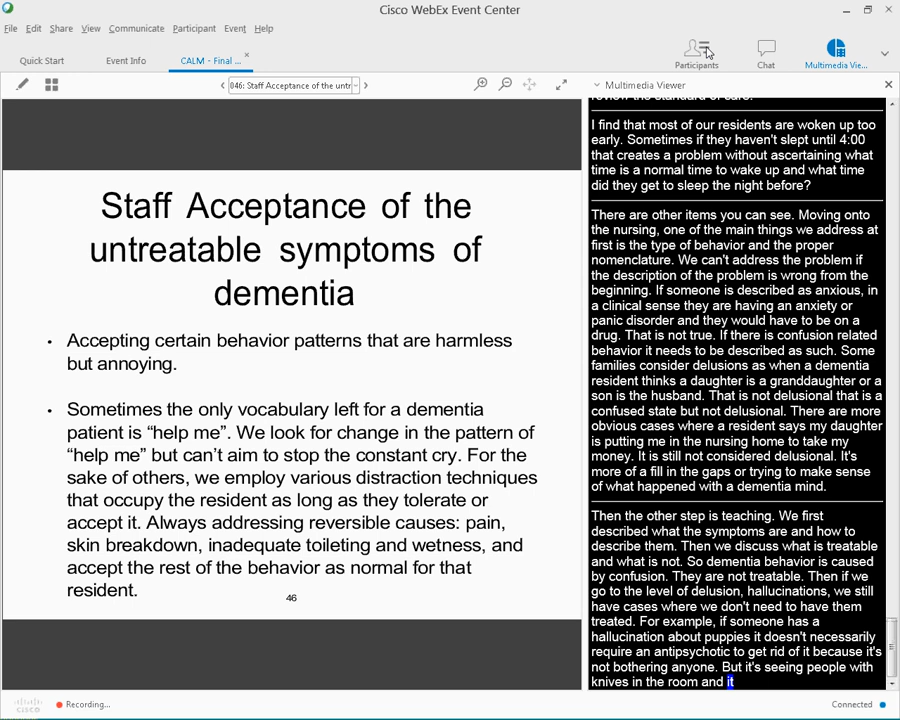 Cisco WebEx Event Center
File Edit Share View Communicate Participant Event Help
Quick Start Event Info CALM - Final ... ×
Participants Chat Multimedia Vie...
046: Staff Acceptance of the untr
Multimedia Viewer
Staff Acceptance of the
untreatable symptoms of
dementia
• Accepting certain behavior patterns that are harmless
but annoying.
• Sometimes the only vocabulary left for a dementia
patient is “help me”. We look for change in the pattern of
“help me” but can’t aim to stop the constant cry. For the
sake of others, we employ various distraction techniques
that occupy the resident as long as they tolerate or
accept it. Always addressing reversible causes: pain,
skin breakdown, inadequate toileting and wetness, and
accept the rest of the behavior as normal for that
resident.
46
I find that most of our residents are woken up too
early. Sometimes if they haven't slept until 4:00
that creates a problem without ascertaining what
time is a normal time to wake up and what time
did they get to sleep the night before?
There are other items you can see. Moving onto
the nursing, one of the main things we address at
first is the type of behavior and the proper
nomenclature. We can't address the problem if
the description of the problem is wrong from the
beginning. If someone is described as anxious, in
a clinical sense they are having an anxiety or
panic disorder and they would have to be on a
drug. That is not true. If there is confusion related
behavior it needs to be described as such. Some
families consider delusions as when a dementia
resident thinks a daughter is a granddaughter or a
son is the husband. That is not delusional that is a
confused state but not delusional. There are more
obvious cases where a resident says my daughter
is putting me in the nursing home to take my
money. It is still not considered delusional. It's
more of a fill in the gaps or trying to make sense
of what happened with a dementia mind.
Then the other step is teaching. We first
described what the symptoms are and how to
describe them. Then we discuss what is treatable
and what is not. So dementia behavior is caused
by confusion. They are not treatable. Then if we
go to the level of delusion, hallucinations, we still
have cases where we don't need to have them
treated. For example, if someone has a
hallucination about puppies it doesn't necessarily
require an antipsychotic to get rid of it because it's
not bothering anyone. But it's seeing people with
knives in the room and it
cisco
Recording...
Connected